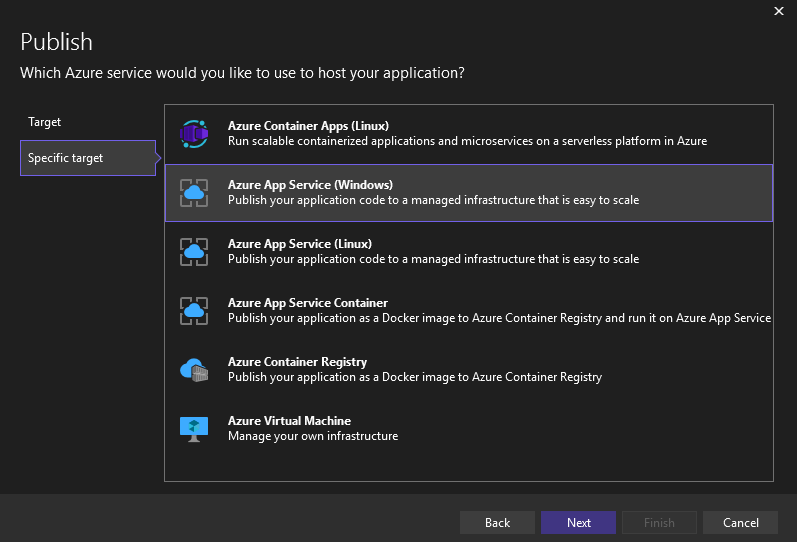 Publish
Which Azure service would you like to use to host your application?
Target
Specific target
Azure Container Apps (Linux)
Run scalable containerized applications and microservices on a serverless platform in Azure
Azure App Service (Windows)
Publish your application code to a managed infrastructure that is easy to scale
Azure App Service (Linux)
Publish your application code to a managed infrastructure that is easy to scale
Azure App Service Container
Publish your application as a Docker image to Azure Container Registry and run it on Azure App Service
Azure Container Registry
Publish your application as a Docker image to Azure Container Registry
Azure Virtual Machine
Manage your own infrastructure
Back
Next
Finish
Cancel